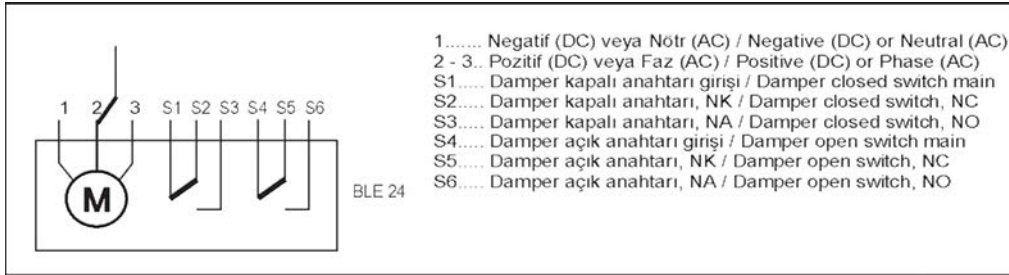 1....... Negatif (DC) veya Nötr (AC) / Negative (DC) or Neutral (AC)
2 - 3.. Pozitif (DC) veya Faz (AC) / Positive (DC) or Phase (AC)
S1..... Damper kapalı anahtarı girişi / Damper closed switch main
S2..... Damper kapalı anahtarı, NK / Damper closed switch, NC
S3..... Damper kapalı anahtarı, NA / Damper closed switch, NO
S4..... Damper açık anahtarı girişi / Damper open switch main
S5..... Damper açık anahtarı, NK / Damper open switch, NC
S6..... Damper açık anahtarı, NA / Damper open switch, NO
1 2 3 S1 S2 S3 S4 S5 S6
M
BLE 24